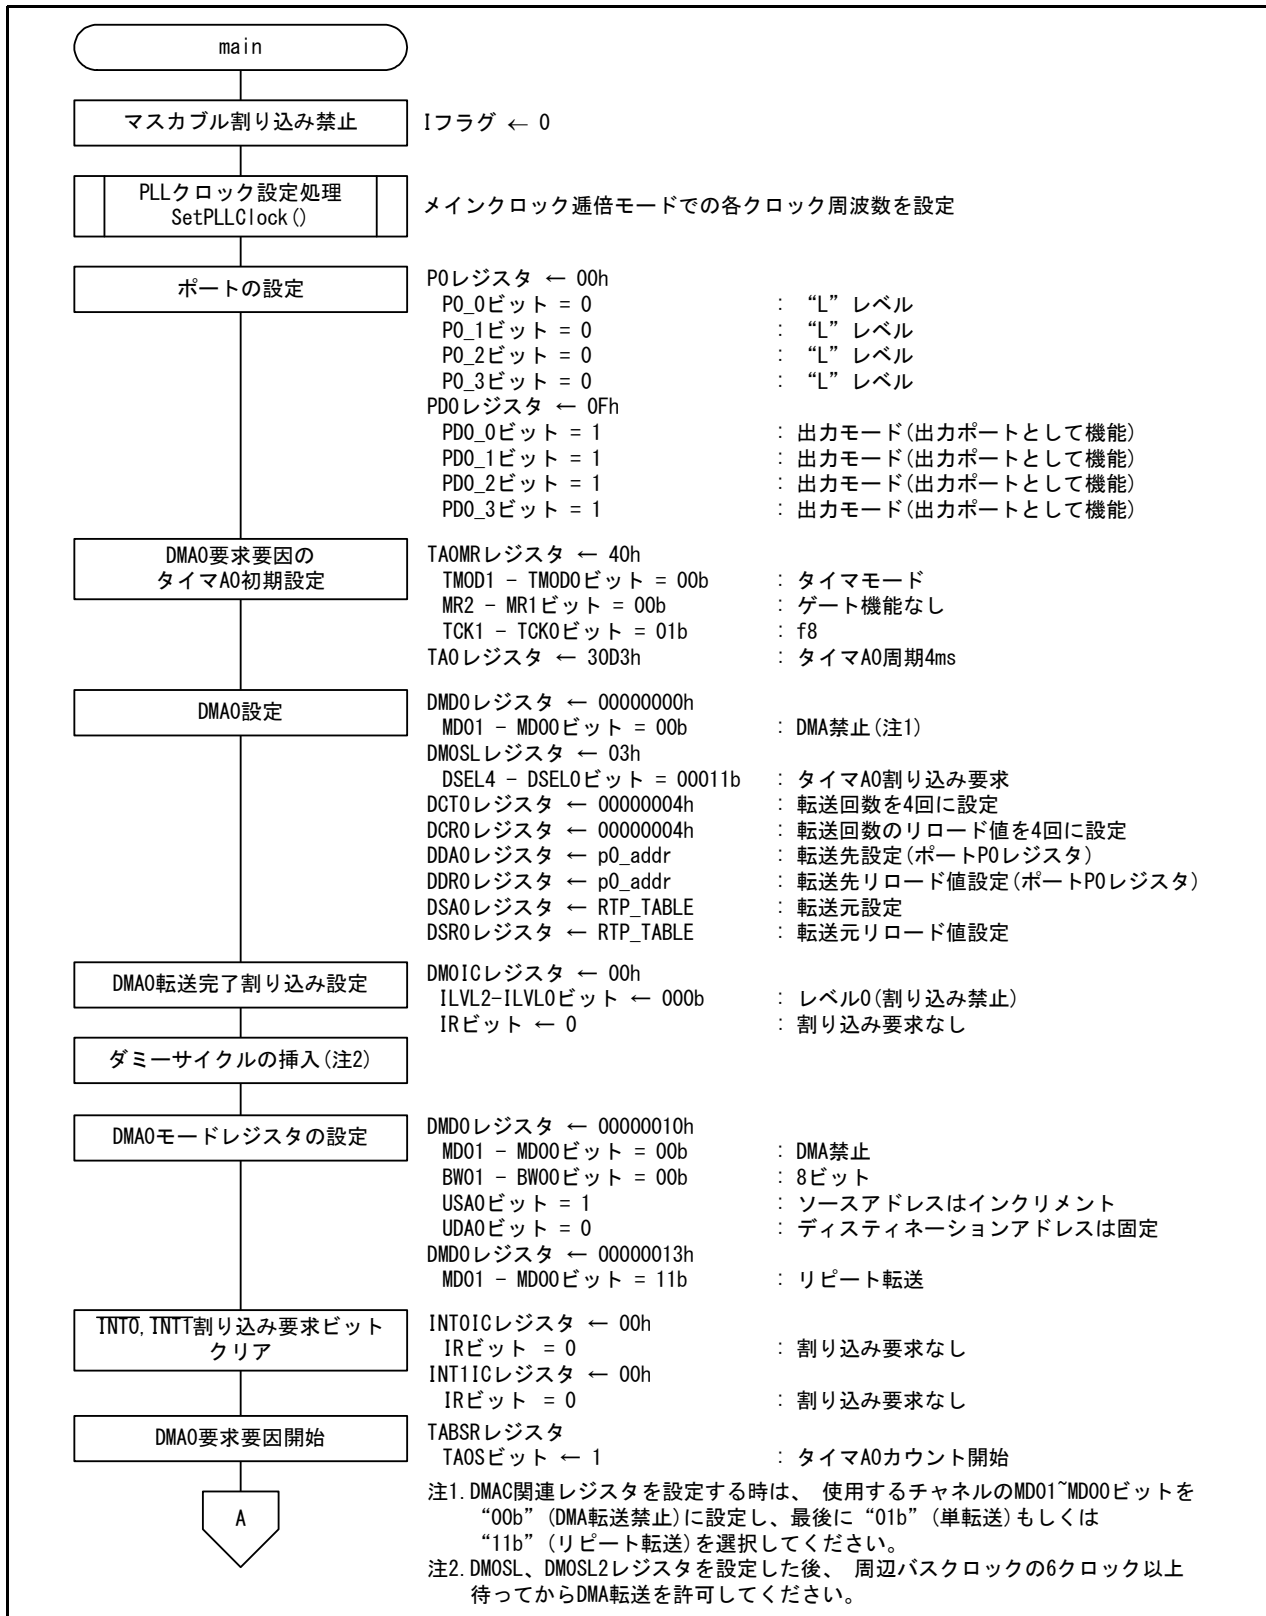 main
マスカブル割り込み禁止 Iフラグ ← 0
PLLクロック設定処理
SetPLLClock() メインクロック逓倍モードでの各クロック周波数を設定
ポートの設定 P0レジスタ ← 00h
P0_0ビット = 0 : “L” レベル
P0_1ビット = 0 : “L” レベル
P0_2ビット = 0 : “L” レベル
P0_3ビット = 0 : “L” レベル
PD0レジスタ ← 0Fh
PD0_0ビット = 1 : 出力モード(出力ポートとして機能)
PD0_1ビット = 1 : 出力モード(出力ポートとして機能)
PD0_2ビット = 1 : 出力モード(出力ポートとして機能)
PD0_3ビット = 1 : 出力モード(出力ポートとして機能)
DMA0要求要因の
タイマA0初期設定
TA0MRレジスタ ← 40h
TMOD1 - TMOD0ビット = 00b : タイマモード
MR2 - MR1ビット = 00b : ゲート機能なし
TCK1 - TCK0ビット = 01b : f8
TA0レジスタ ← 30D3h : タイマA0周期4ms
DMA0設定 DMD0レジスタ ← 00000000h
MD01 - MD00ビット = 00b : DMA禁止(注1)
DM0SLレジスタ ← 03h
DSEL4 - DSEL0ビット = 00011b : タイマA0割り込み要求
DCT0レジスタ ← 00000004h : 転送回数を4回に設定
DCR0レジスタ ← 00000004h : 転送回数のリロード値を4回に設定
DDA0レジスタ ← p0_addr : 転送先設定(ポートP0レジスタ)
DDR0レジスタ ← p0_addr : 転送先リロード値設定(ポートP0レジスタ)
DSA0レジスタ ← RTP_TABLE : 転送元設定
DSR0レジスタ ← RTP_TABLE : 転送元リロード値設定
DMA0転送完了割り込み設定 DM0ICレジスタ ← 00h
ILVL2-ILVL0ビット ← 000b : レベル0(割り込み禁止)
IRビット ← 0 : 割り込み要求なし
ダミーサイクルの挿入(注2)
DMA0モードレジスタの設定 DMD0レジスタ ← 00000010h
MD01 - MD00ビット = 00b : DMA禁止
BW01 - BW00ビット = 00b : 8ビット
USA0ビット = 1 : ソースアドレスはインクリメント
UDA0ビット = 0 : ディスティネーションアドレスは固定
DMD0レジスタ ← 00000013h
MD01 - MD00ビット = 11b : リピート転送
INT0,INT1割り込み要求ビット
クリア
INT0ICレジスタ ← 00h
IRビット = 0 : 割り込み要求なし
INT1ICレジスタ ← 00h
IRビット = 0 : 割り込み要求なし
DMA0要求要因開始 TABSRレジスタ
TA0Sビット ← 1 : タイマA0カウント開始
A
注1.DMAC関連レジスタを設定する時は、 使用するチャネルのMD01~MD00ビットを
“00b”(DMA転送禁止)に設定し、最後に“01b”(単転送)もしくは
“11b”(リピート転送)を選択してください。
注2.DM0SL、DM0SL2レジスタを設定した後、 周辺バスクロックの6クロック以上
待ってからDMA転送を許可してください。